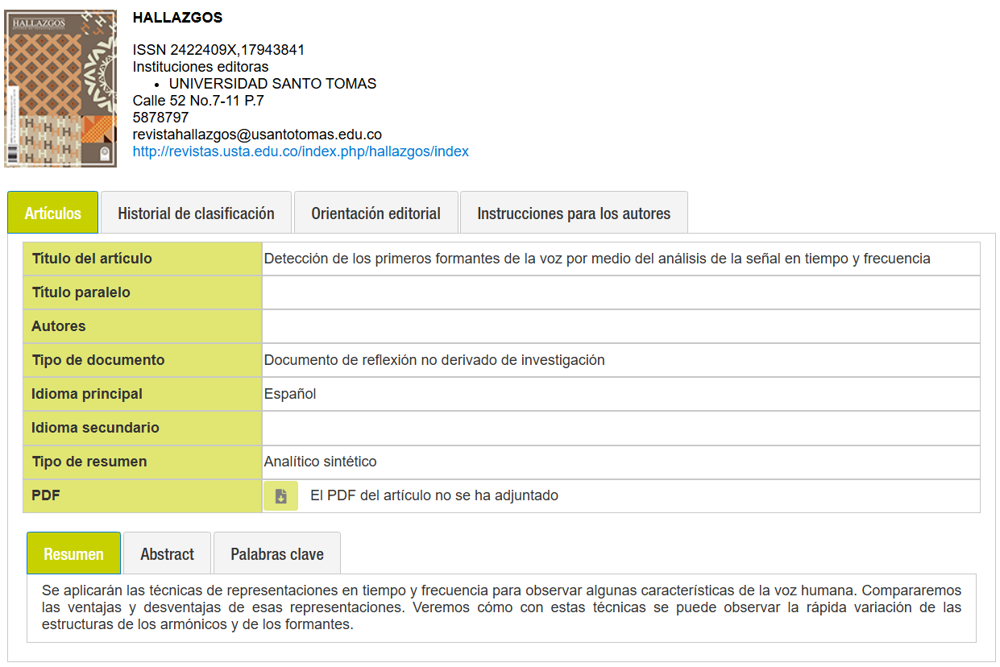 HALLAZGOS
HALLAZGOS
ISSN 2422409X,17943841
Instituciones editoras
• UNIVERSIDAD SANTO TOMAS
Calle 52 No.7-11 P.7
5878797
revistahallazgos@usantotomas.edu.co
http://revistas.usta.edu.co/index.php/hallazgos/index
Artículos Historial de clasificación Orientación editorial Instrucciones para los autores
Título del artículo Detección de los primeros formantes de la voz por medio del análisis de la señal en tiempo y frecuencia
Título paralelo
Autores
Tipo de documento Documento de reflexión no derivado de investigación
Idioma principal Español
Idioma secundario
Tipo de resumen Analítico sintético
PDF El PDF del artículo no se ha adjuntado
Resumen Abstract Palabras clave
Se aplicarán las técnicas de representaciones en tiempo y frecuencia para observar algunas características de la voz humana. Compararemos
las ventajas y desventajas de esas representaciones. Veremos cómo con estas técnicas se puede observar la rápida variación de las
estructuras de los armónicos y de los formantes.